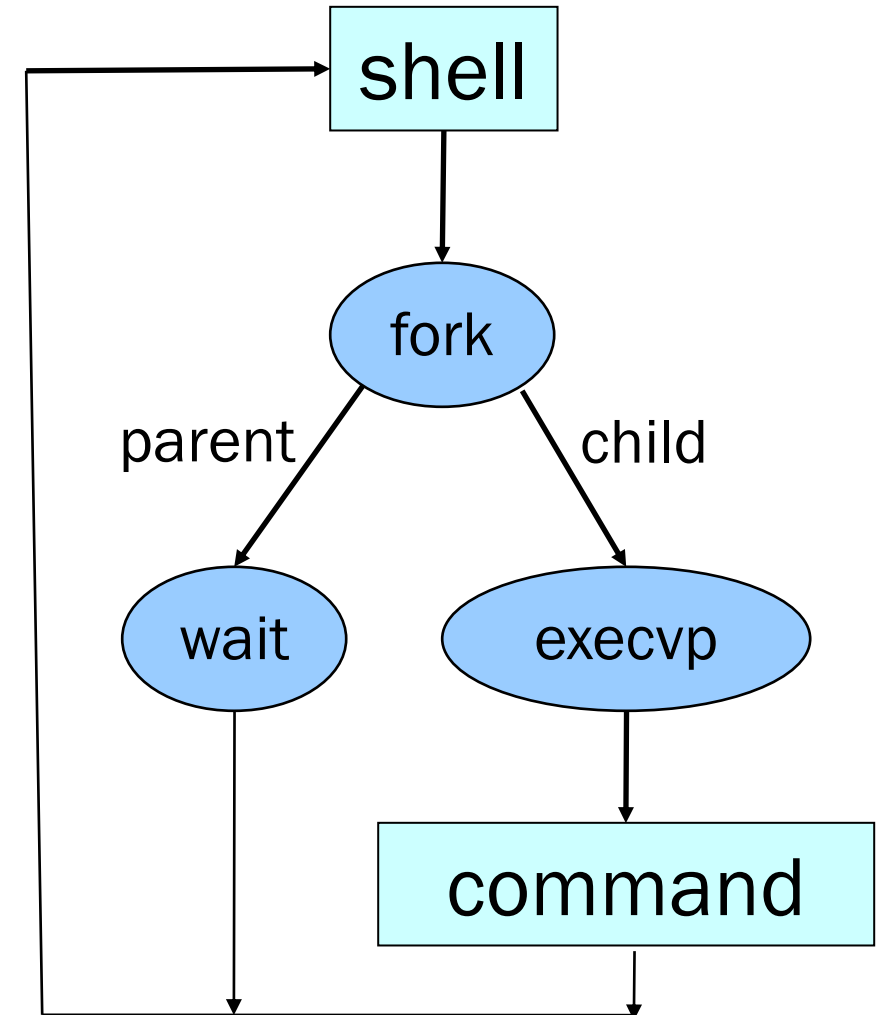 shell
fork
parent
child
wait
execvp
command